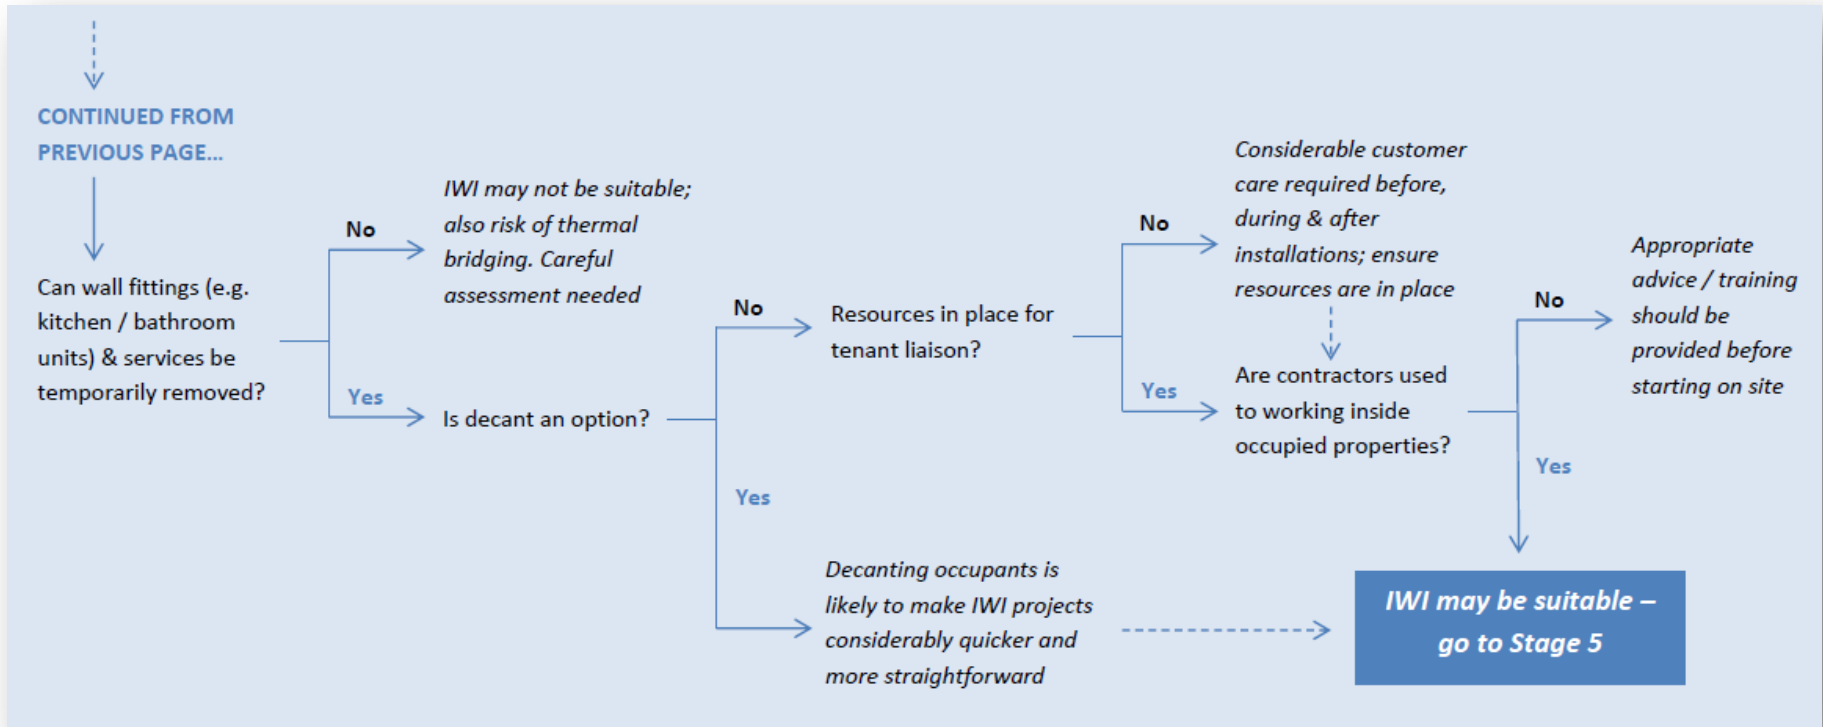 CONTINUED FROM
PREVIOUS PAGE...
Can wall fittings (e.g.
kitchen / bathroom
units) & services be
temporarily removed?
No
IWI may not be suitable;
also risk of thermal
bridging. Careful
assessment needed
Yes
Is decant an option?
No
Resources in place for
tenant liaison?
Yes
Decanting occupants is
likely to make IWI projects
considerably quicker and
more straightforward
No
Considerable customer
care required before,
during & after
installations; ensure
resources are in place
Yes
Are contractors used
to working inside
occupied properties?
No
Appropriate
advice / training
should be
provided before
starting on site
Yes
IWI may be suitable –
go to Stage 5